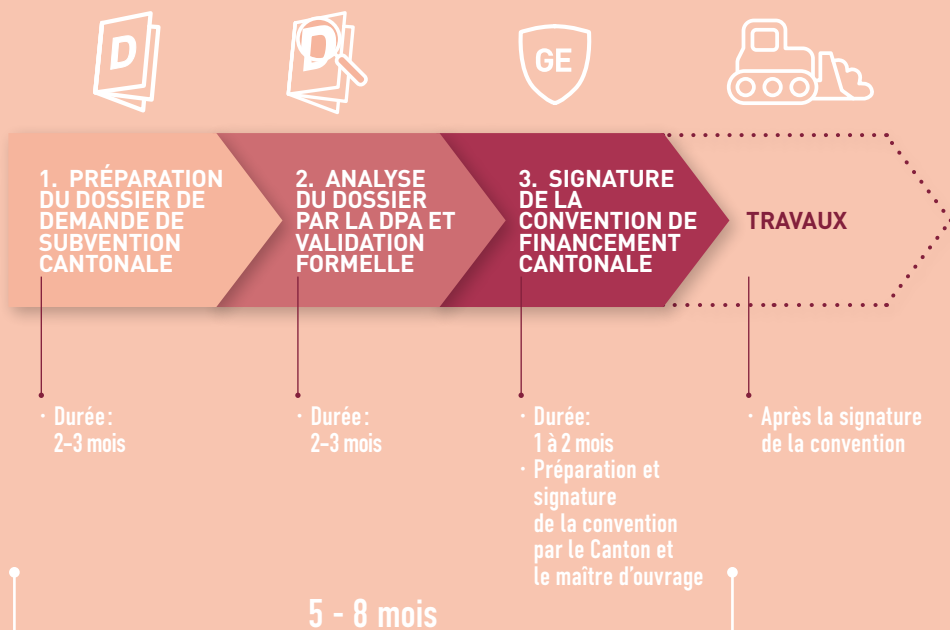 D
D
GE
1. PRÉPARATION
DU DOSSIER DE
DEMANDE DE
SUBVENTION
CANTONALE
2. ANALYSE
DU DOSSIER
PAR LA DPA ET
VALIDATION
FORMELLE
3. SIGNATURE
DE LA
CONVENTION DE
FINANCEMENT
CANTONALE
TRAVAUX
· Durée :
2-3 mois
· Durée :
2-3 mois
· Durée:
1 à 2 mois
· Préparation et
signature
de la convention
par le Canton et
le maître d'ouvrage
· Après la signature
de la convention
5 - 8 mois